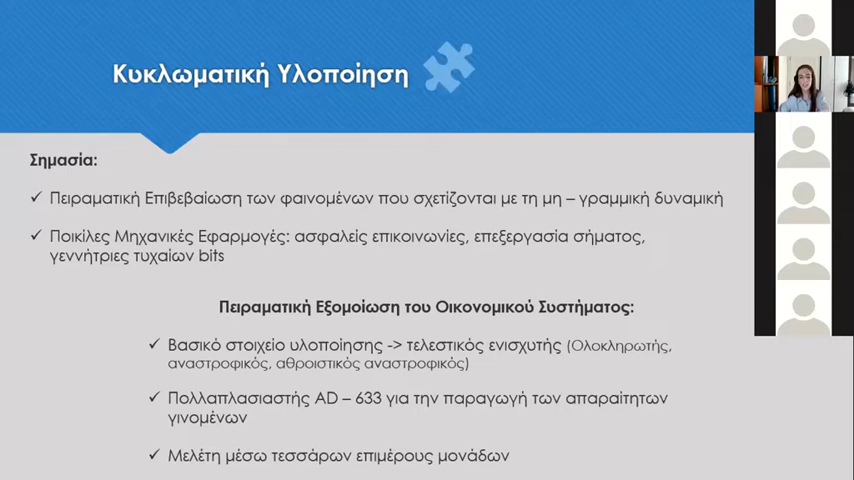 Κυκλωματική Υλοποίηση
Σημασία:
✓ Πειραματική Επιβεβαίωση των φαινομένων που σχετίζονται με τη μη – γραμμική δυναμική
✓ Ποικίλες Μηχανικές Εφαρμογές: ασφαλείς επικοινωνίες, επεξεργασία σήματος,
γεννήτριες τυχαίων bits
Πειραματική Εξομοίωση του Οικονομικού Συστήματος:
✓ Βασικό στοιχείο υλοποίησης -> τελεστικός ενισχυτής (Ολοκληρωτής,
αναστροφικός, αθροιστικός αναστροφικός)
✓ Πολλαπλασιαστής AD – 633 για την παραγωγή των απαραίτητων
γινομένων
✓ Μελέτη μέσω τεσσάρων επιμέρους μονάδων